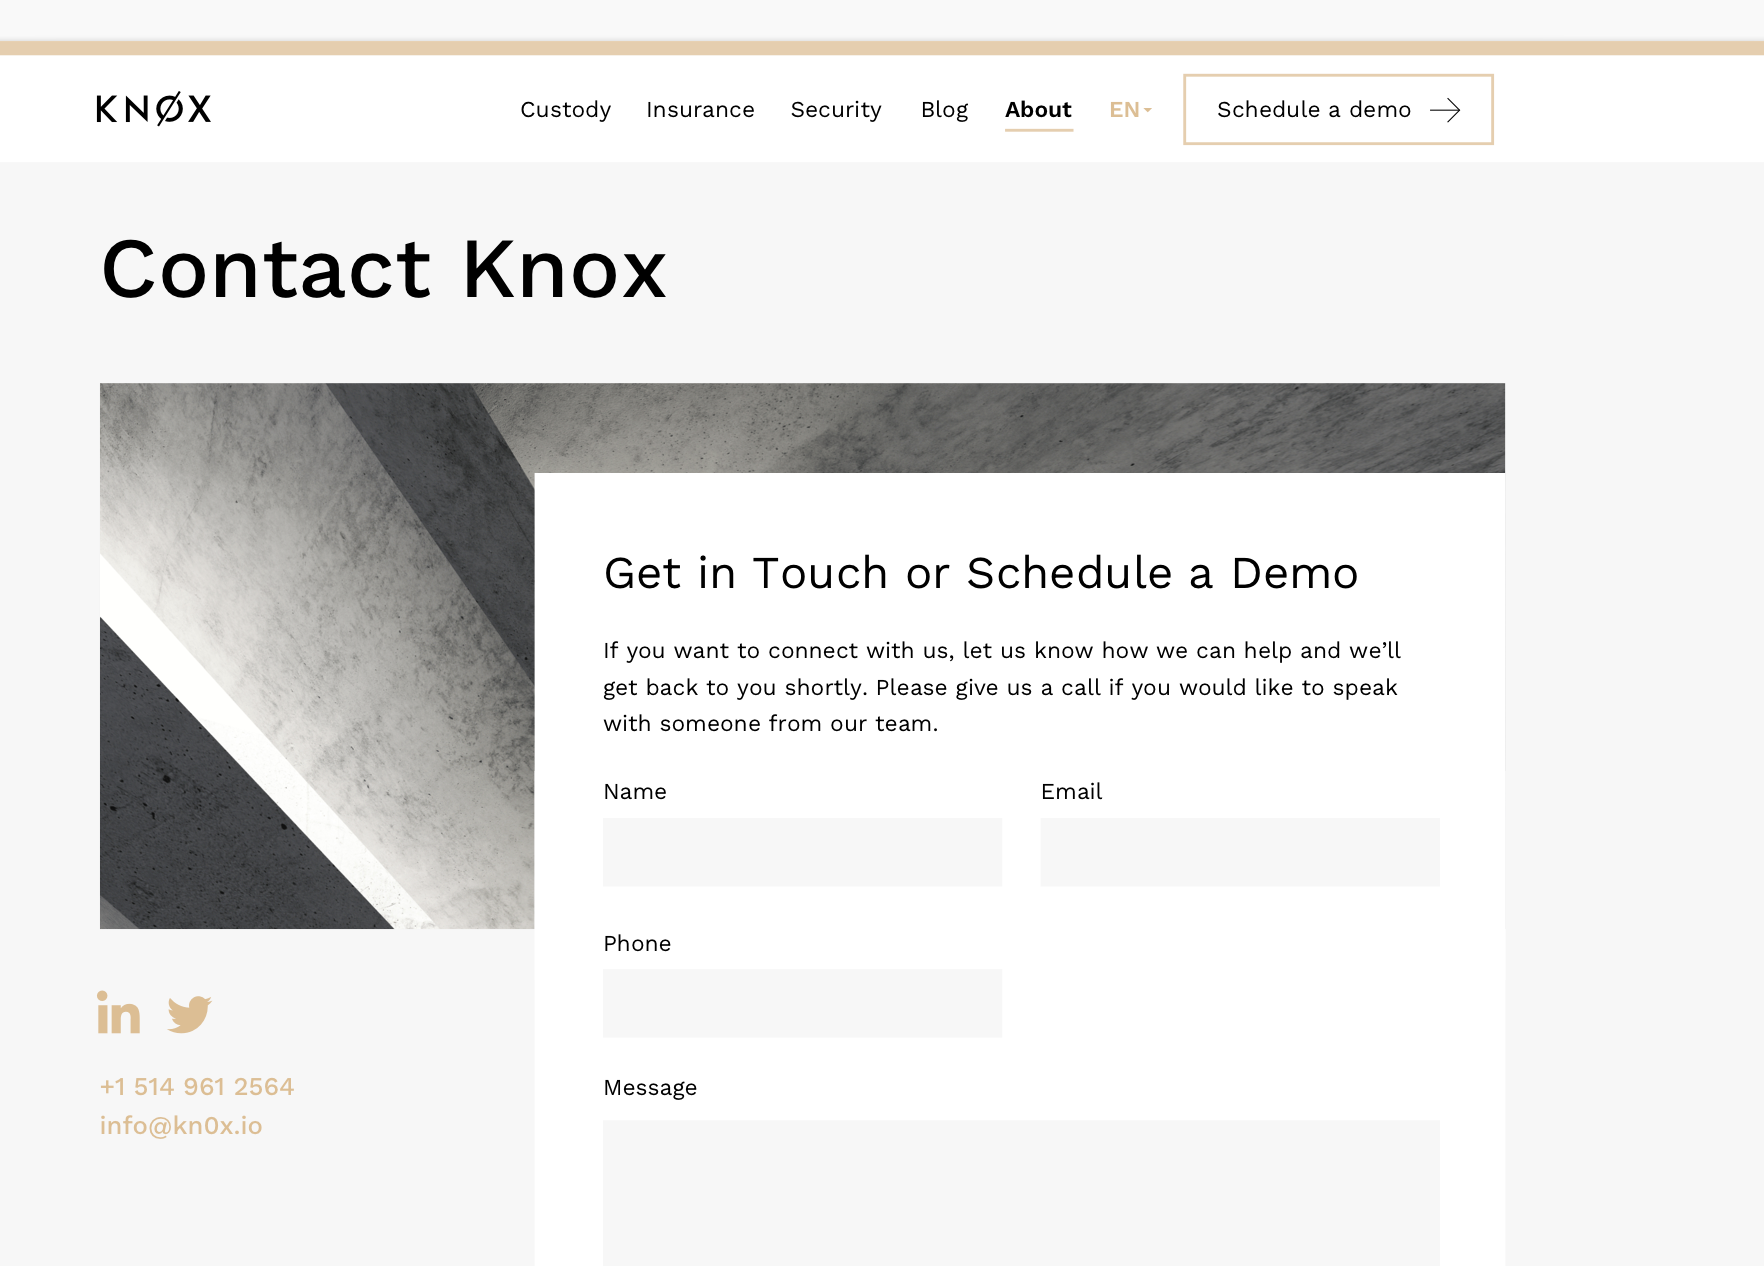 KNØX
Custody Insurance Security Blog About EN Schedule a demo
Contact Knox
Get in Touch or Schedule a Demo
If you want to connect with us, let us know how we can help and we’ll
get back to you shortly. Please give us a call if you would like to speak
with someone from our team.
Name Email
Phone
in
+1 514 961 2564
info@kn0x.io
Message